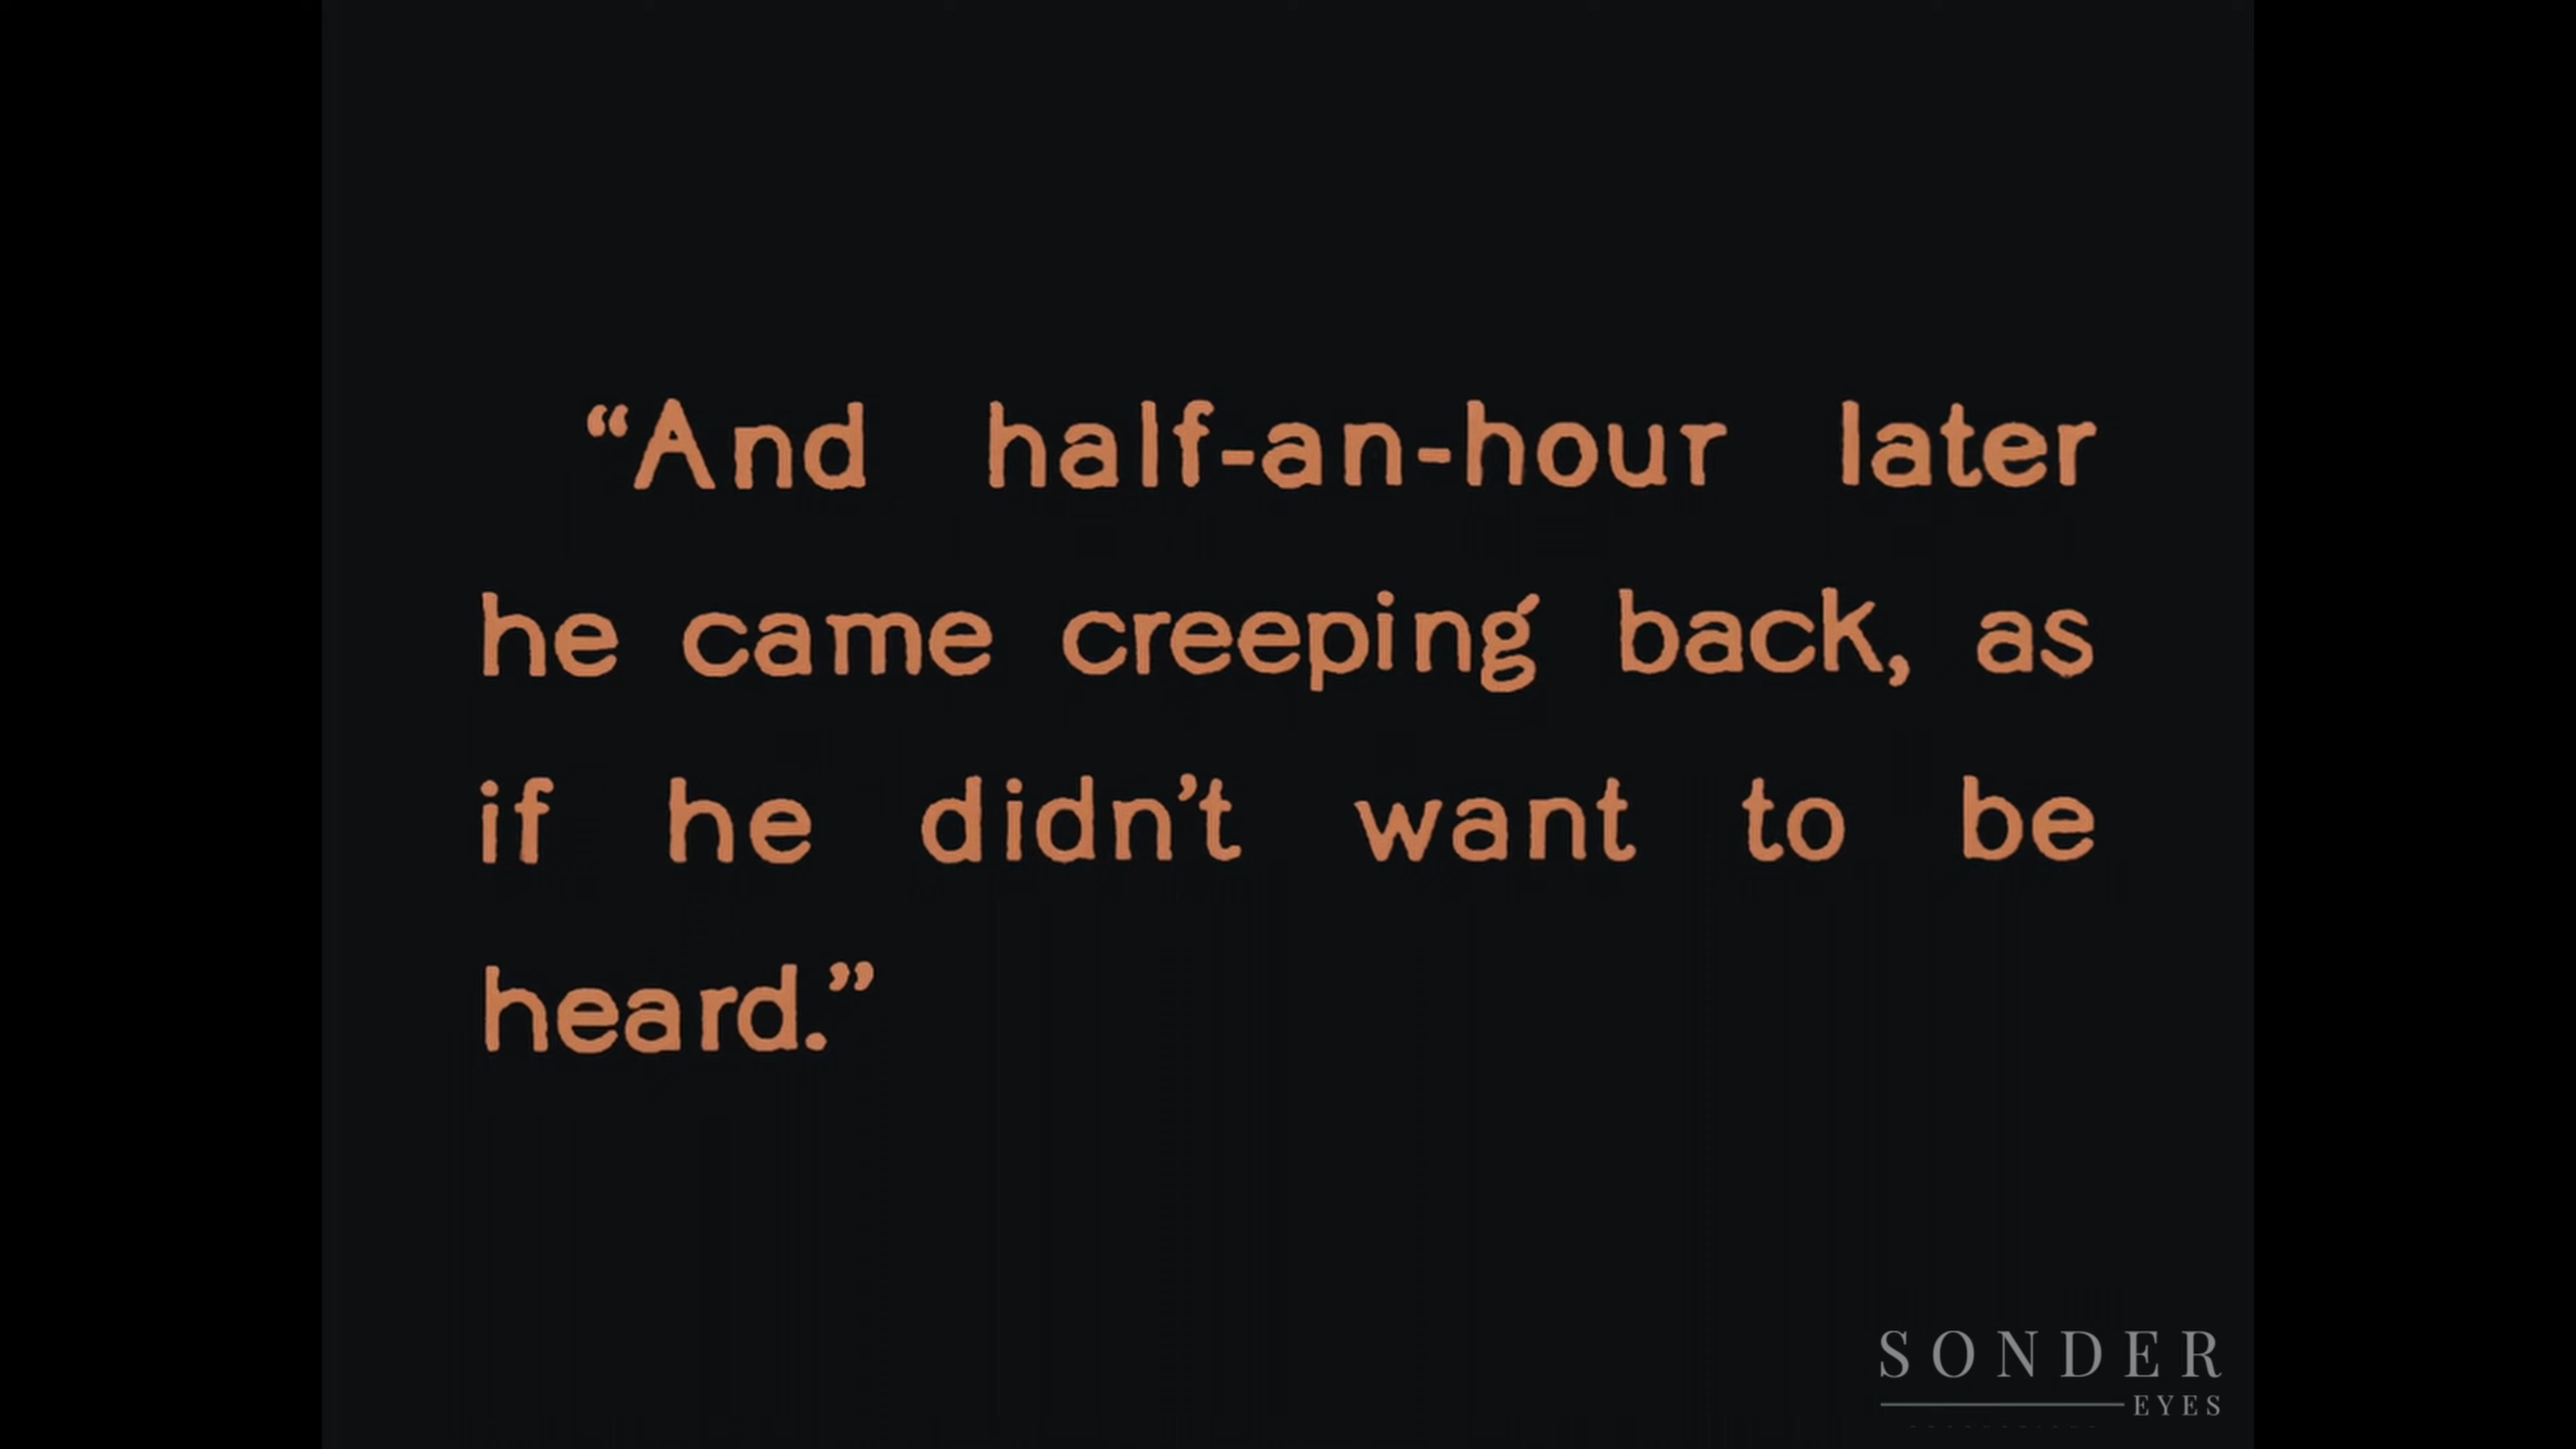 “And half-an-hour later
he came creeping back, as
if he didn’t want to be
heard.”
SONDER
EYES